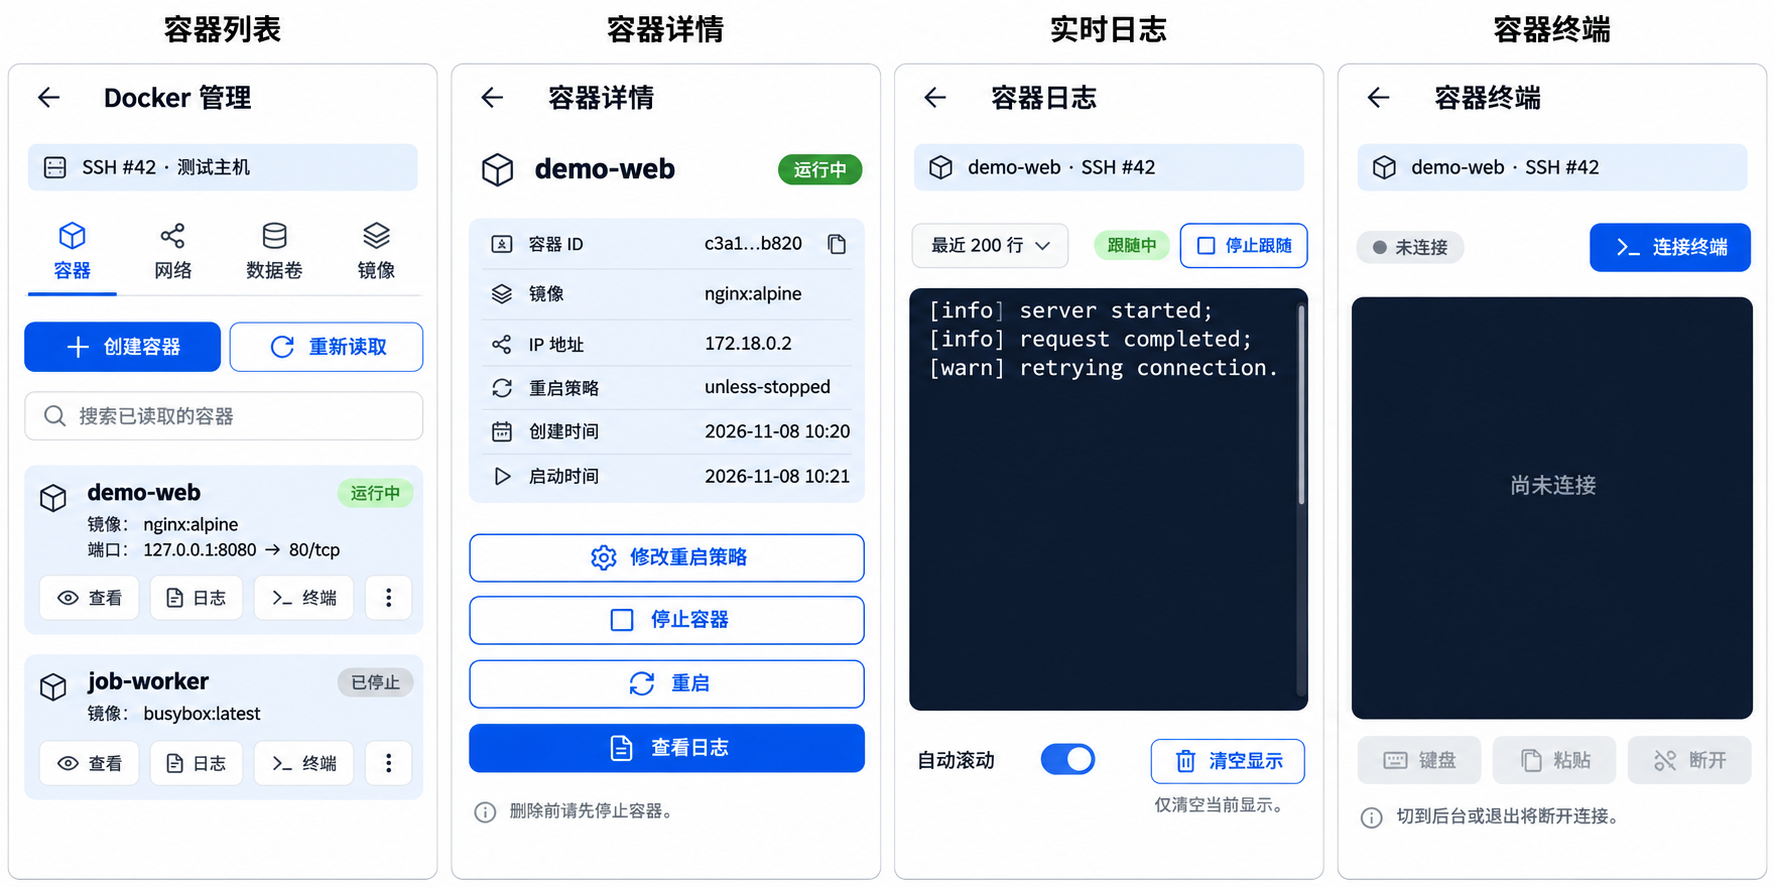 容器列表
Docker 管理
SSH #42 · 测试主机
容器
网络
数据卷
镜像
创建容器
重新读取
搜索已读取的容器
demo-web
运行中
镜像： nginx:alpine
端口： 127.0.0.1:8080 → 80/tcp
查看
日志
>_ 终端
job-worker
已停止
镜像： busybox:latest
查看
日志
>_ 终端
容器详情
容器详情
demo-web
运行中
容器 ID c3a1...b820
镜像 nginx:alpine
IP 地址 172.18.0.2
重启策略 unless-stopped
创建时间 2026-11-08 10:20
启动时间 2026-11-08 10:21
修改重启策略
停止容器
重启
查看日志
删除前请先停止容器。
实时日志
容器日志
demo-web · SSH #42
最近 200 行
跟随中
停止跟随
[info] server started;
[info] request completed;
[warn] retrying connection.
自动滚动
清空显示
仅清空当前显示。
容器终端
容器终端
demo-web · SSH #42
未连接
>_ 连接终端
尚未连接
键盘
粘贴
断开
切到后台或退出将断开连接。